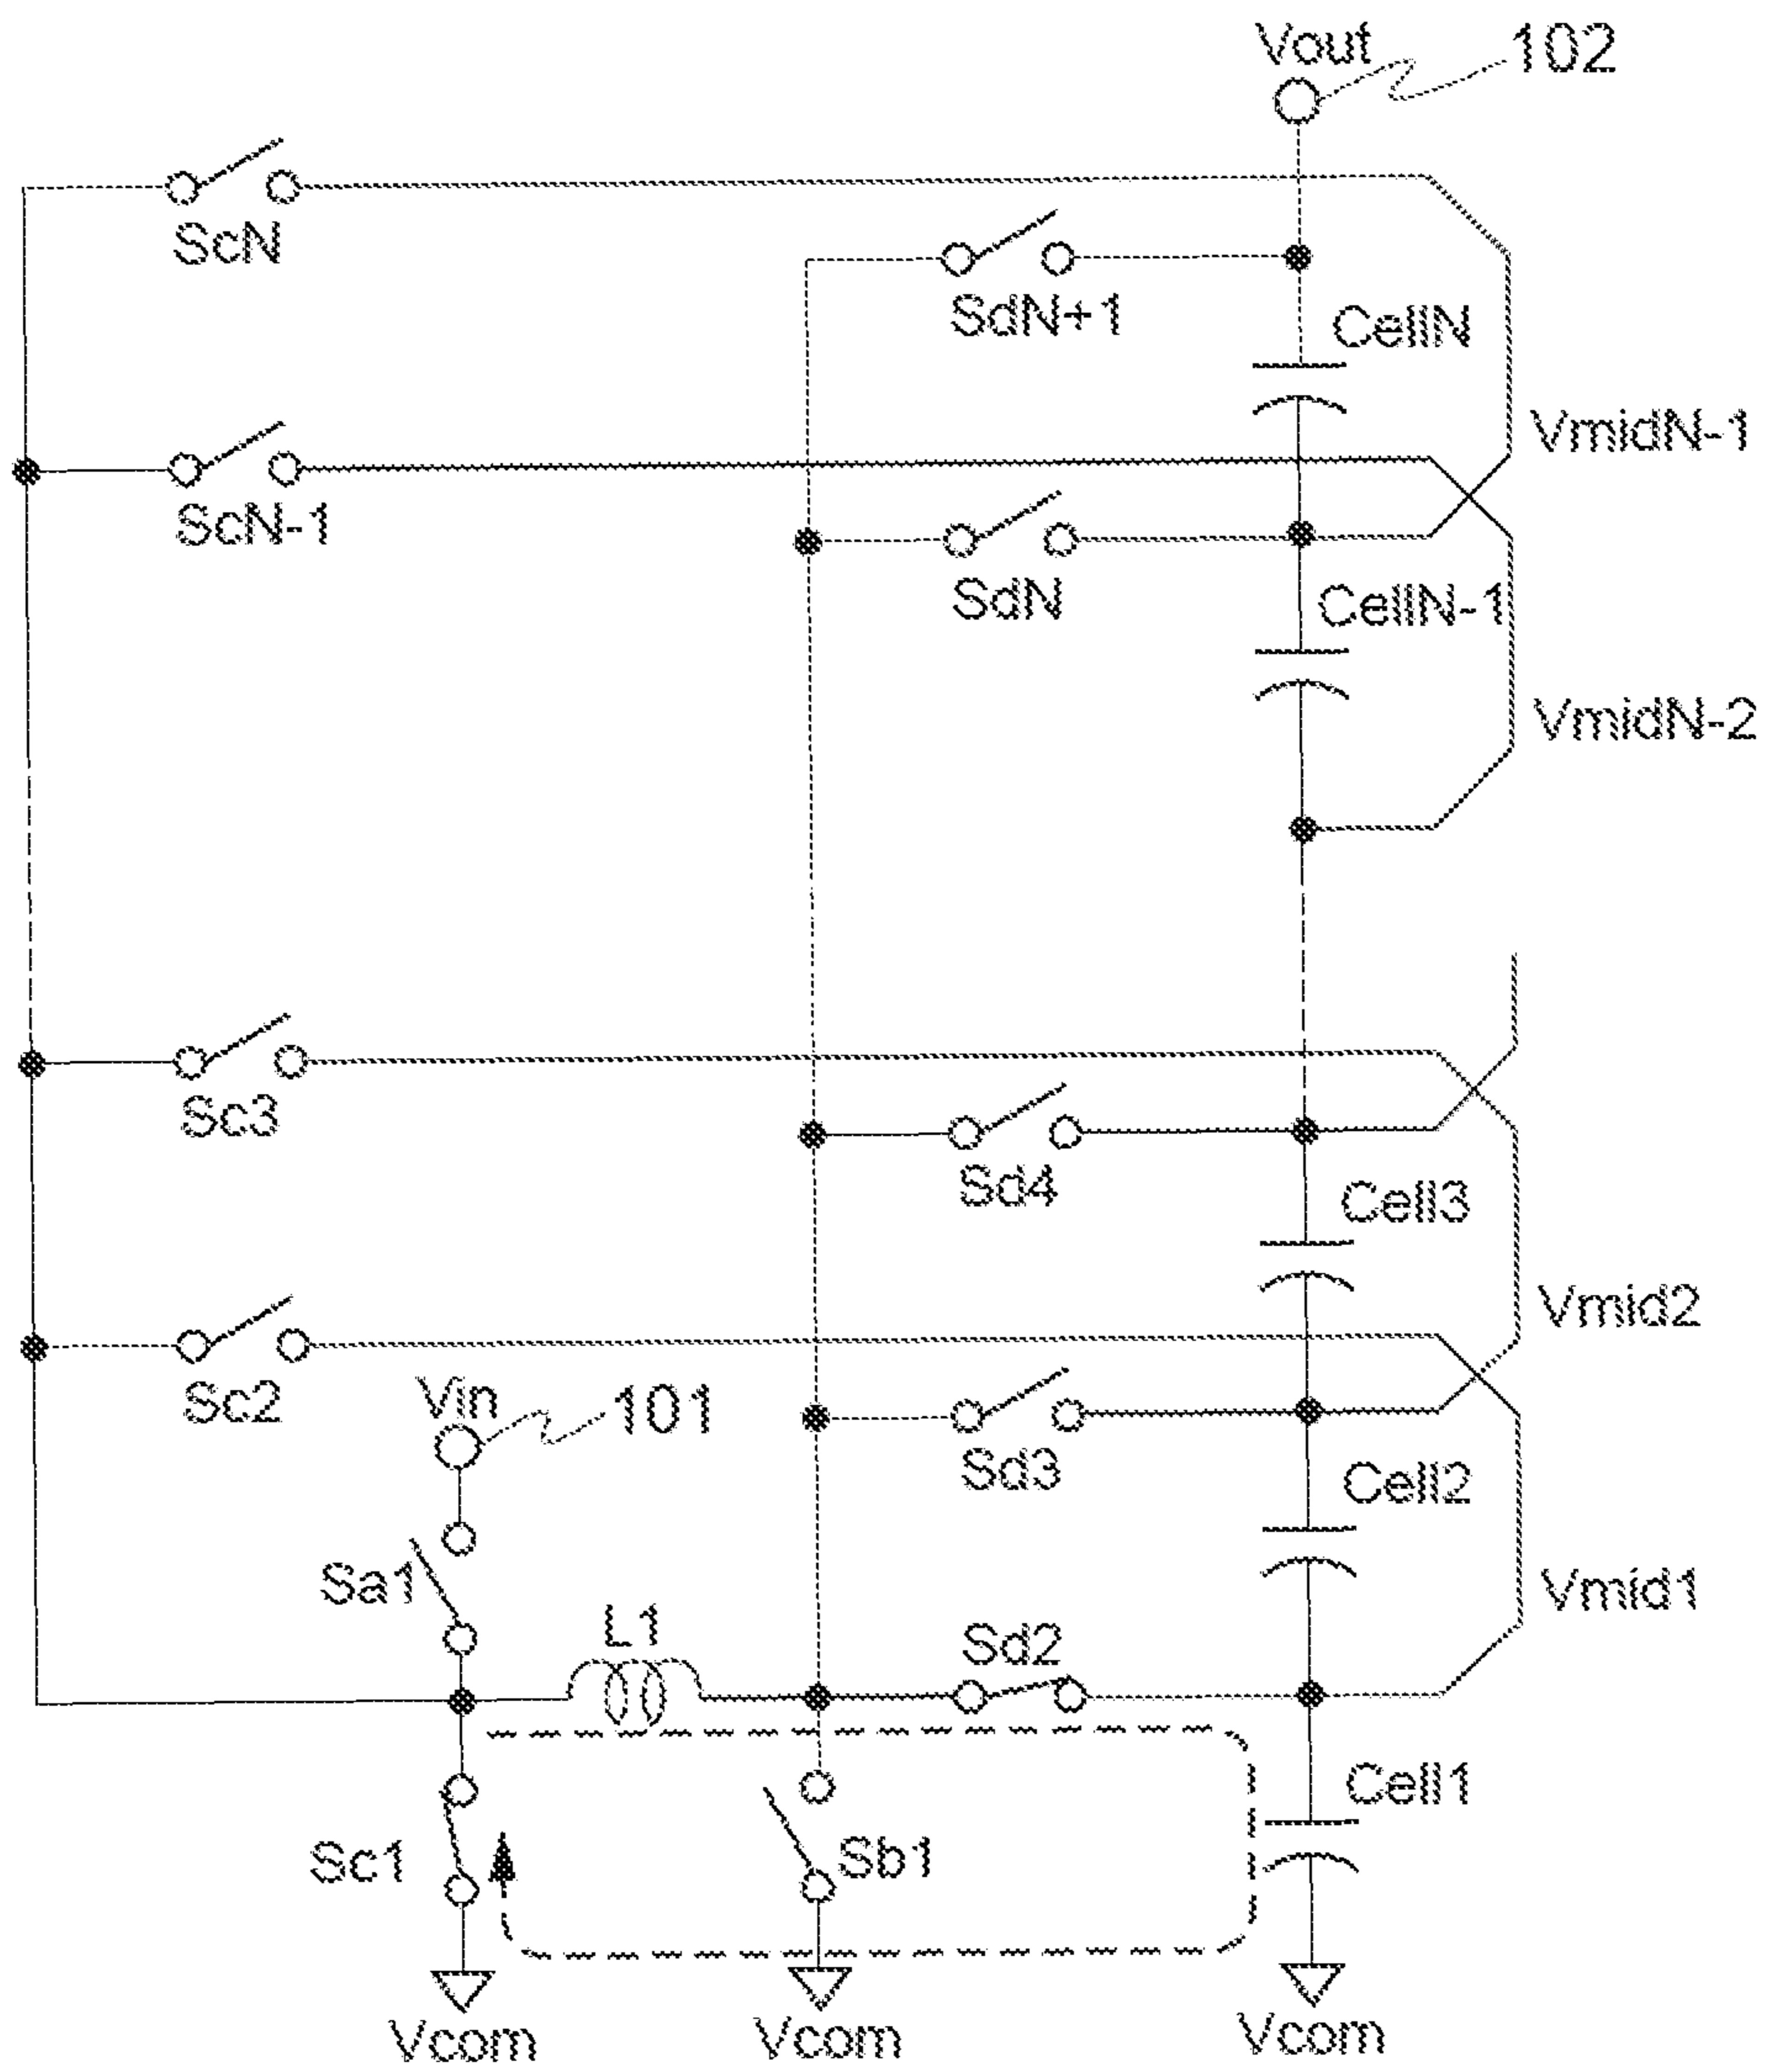 Vout
102
ScN
SdN+1
CellN
VmidN-1
ScN-1
SdN
CellN-1
VmidN-2
Sc3
Sd4
Cell3
Vmid2
Sc2
Vin
101
Sd3
Cell2
Sa1
L1
Sd2
Vmid1
Sc1
Sb1
Cell1
Vcom
Vcom
Vcom